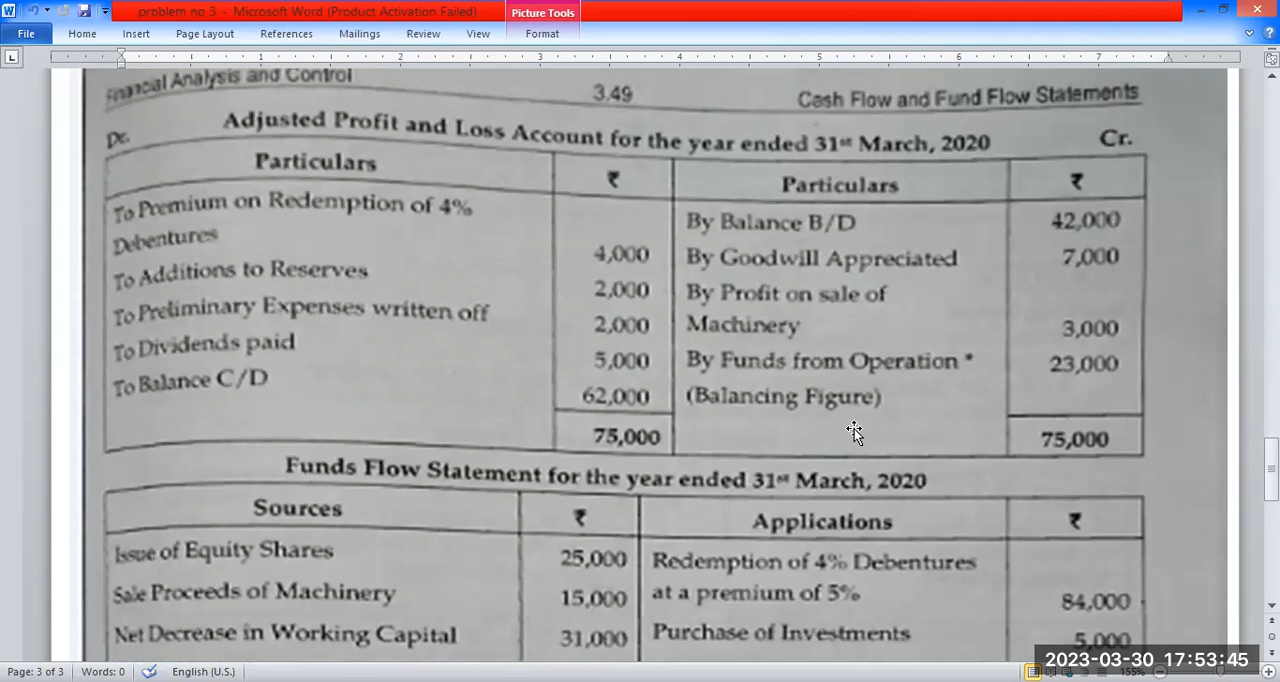 problem no 3 - Microsoft Word (Product Activation Failed)
Picture Tools
File Home Insert Page Layout References Mailings Review View Format
1 2 3 4 5 6 7
Financial Analysis and Control 3.49 Cash Flow and Fund Flow Statements
Adjusted Profit and Loss Account for the year ended 31st March, 2020
Dr. Cr.
Particulars ₹ Particulars ₹
To Premium on Redemption of 4% By Balance B/D 42,000
Debentures 4,000 By Goodwill Appreciated 7,000
To Additions to Reserves 2,000 By Profit on sale of
To Preliminary Expenses written off 2,000 Machinery 3,000
To Dividends paid 5,000 By Funds from Operation * 23,000
To Balance C/D 62,000 (Balancing Figure)
75,000 75,000
Funds Flow Statement for the year ended 31st March, 2020
Sources ₹ Applications ₹
Issue of Equity Shares 25,000 Redemption of 4% Debentures
Sale Proceeds of Machinery 15,000 at a premium of 5% 84,000
Net Decrease in Working Capital 31,000 Purchase of Investments 5,000
2023-03-30 17:53:45
Page: 3 of 3 Words: 0 English (U.S.) 155%